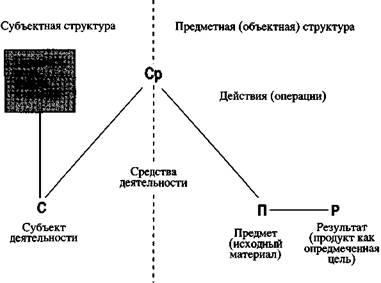 Субъектная структура
Предметная (объектная) структура
Ср
Действия (операции)
Средства
деятельности
С
Субъект
деятельности
П
Предмет
(исходный
материал)
Р
Результат
(продукт как
опредмеченная
цель)